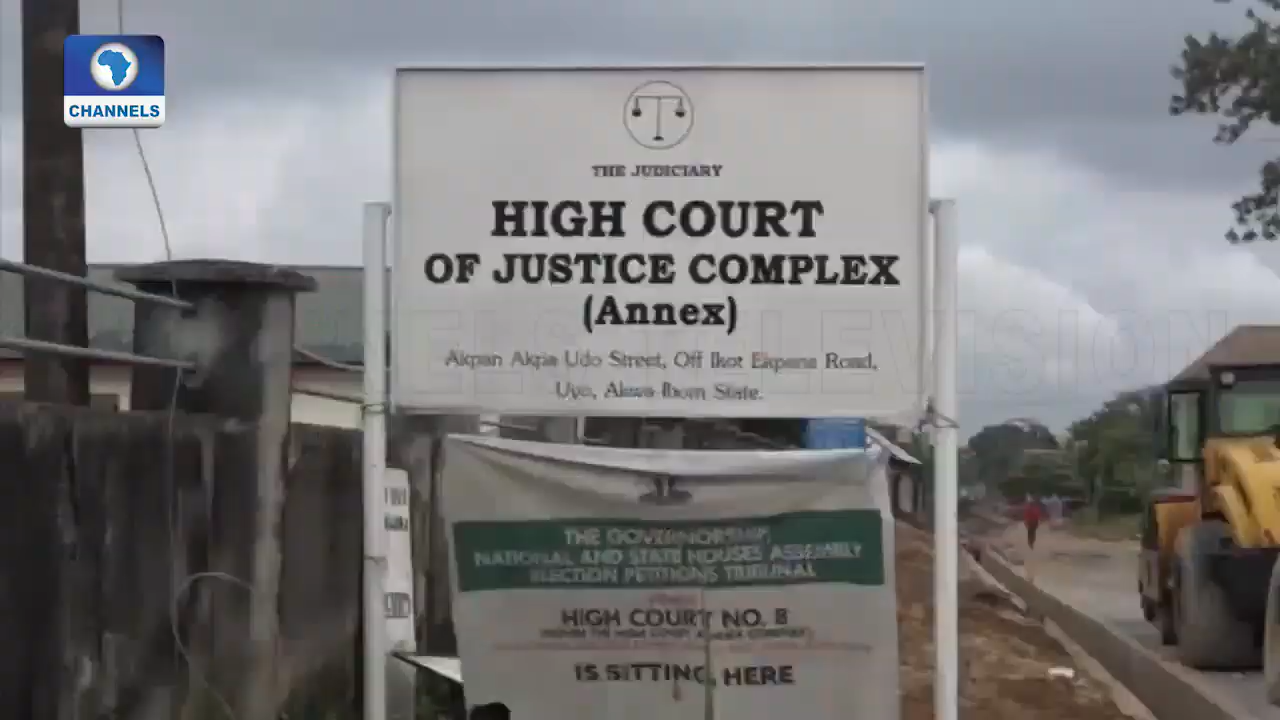 CHANNELS
THE JUDICIARY
HIGH COURT
OF JUSTICE COMPLEX
(Annex)
Akpan Akpa Udo Street, Off Ikot Ekpene Road,
Uyo, Akwa Ibom State.
THE GOVERNORSHIP,
NATIONAL AND STATE HOUSES ASSEMBLY
ELECTION PETITIONS TRIBUNAL
HIGH COURT NO. 8
IS SITTING HERE